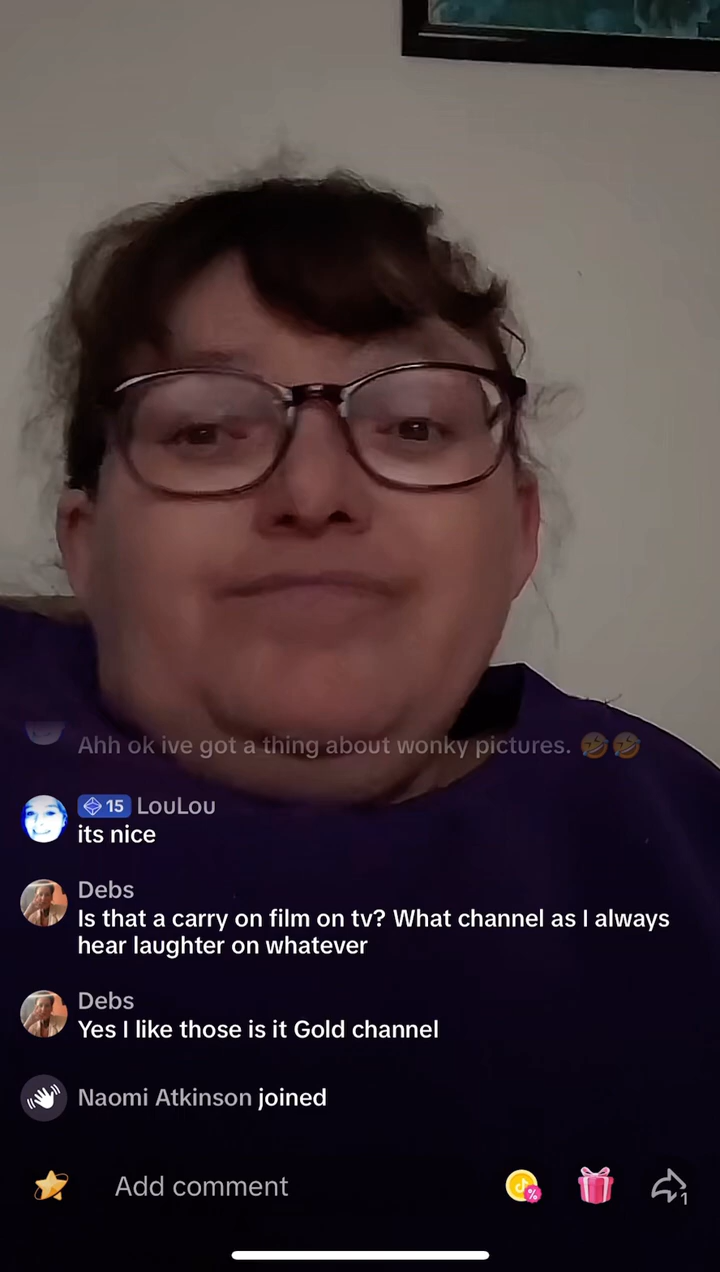 Ahh ok ive got a thing about wonky pictures. 🤣🤣
15 LouLou
its nice
Debs
Is that a carry on film on tv? What channel as I always
hear laughter on whatever
Debs
Yes I like those is it Gold channel
Naomi Atkinson joined
Add comment
1